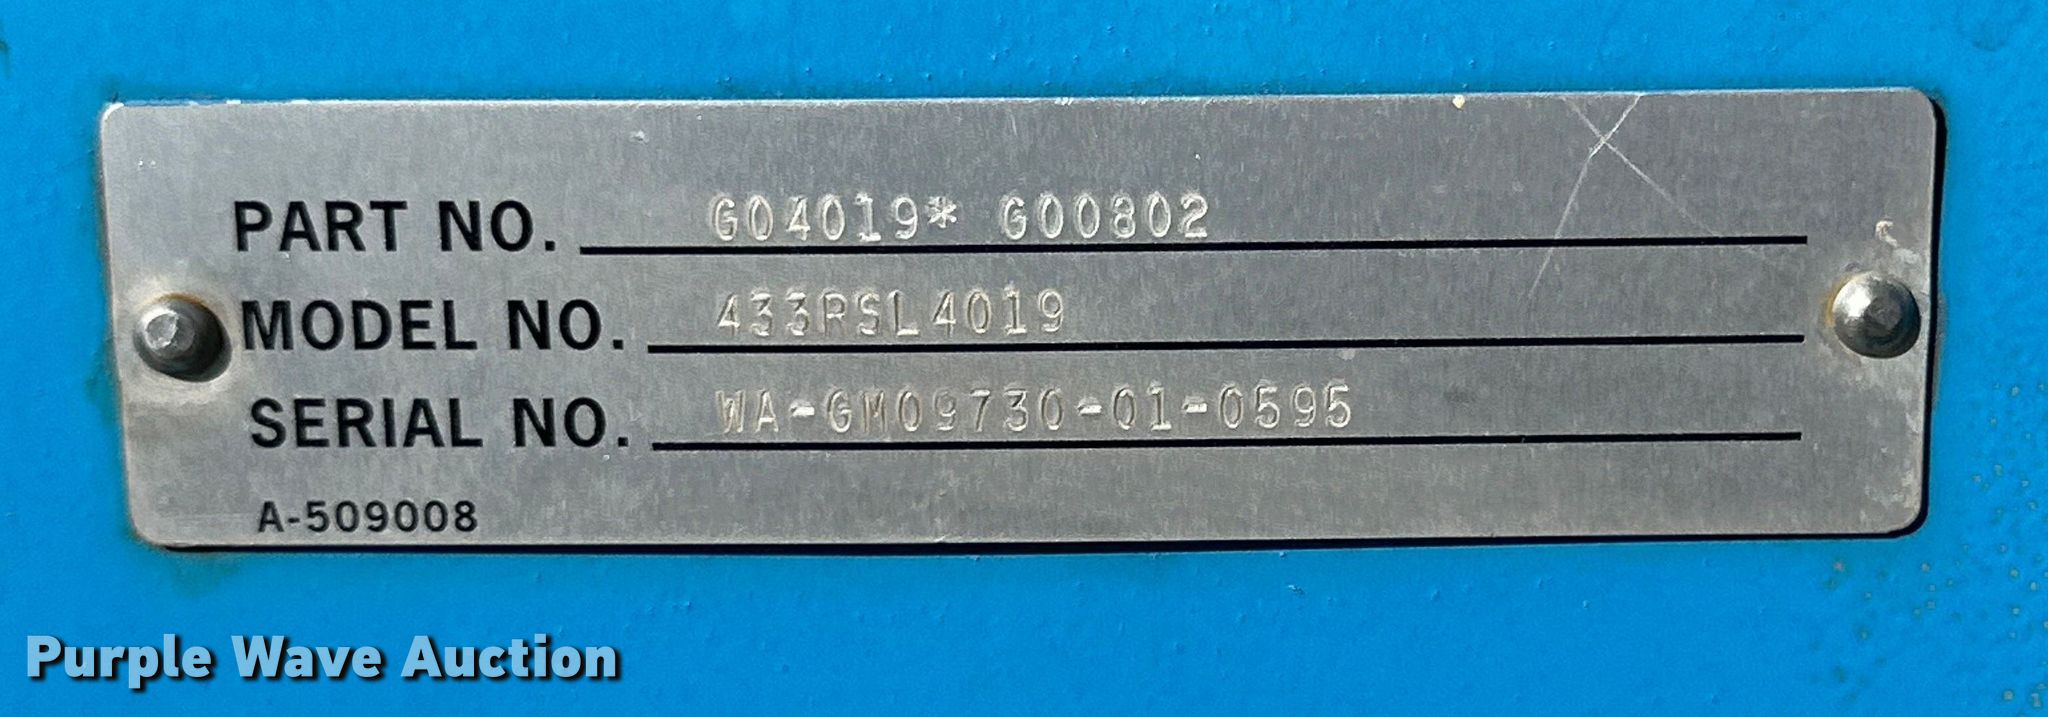 PART NO. G04019* G00802
MODEL NO. 433RSL4019
SERIAL NO. WA-GM09730-01-0595
A-509008
Purple Wave Auction